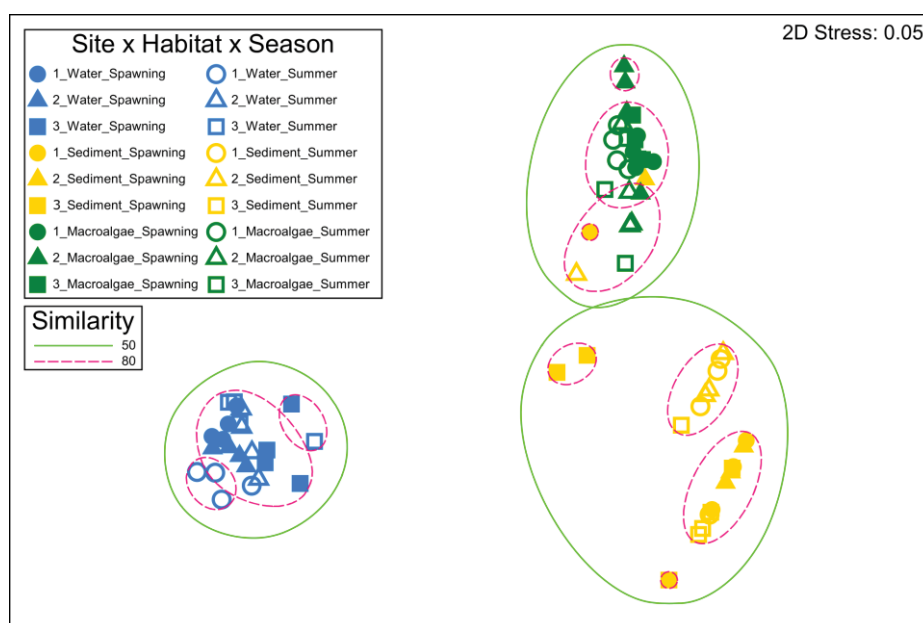 2D Stress: 0.05
Site x Habitat x Season
1_Water_Spawning 1_Water_Summer
2_Water_Spawning 2_Water_Summer
3_Water_Spawning 3_Water_Summer
1_Sediment_Spawning 1_Sediment_Summer
2_Sediment_Spawning 2_Sediment_Summer
3_Sediment_Spawning 3_Sediment_Summer
1_Macroalgae_Spawning 1_Macroalgae_Summer
2_Macroalgae_Spawning 2_Macroalgae_Summer
3_Macroalgae_Spawning 3_Macroalgae_Summer
Similarity
50
80